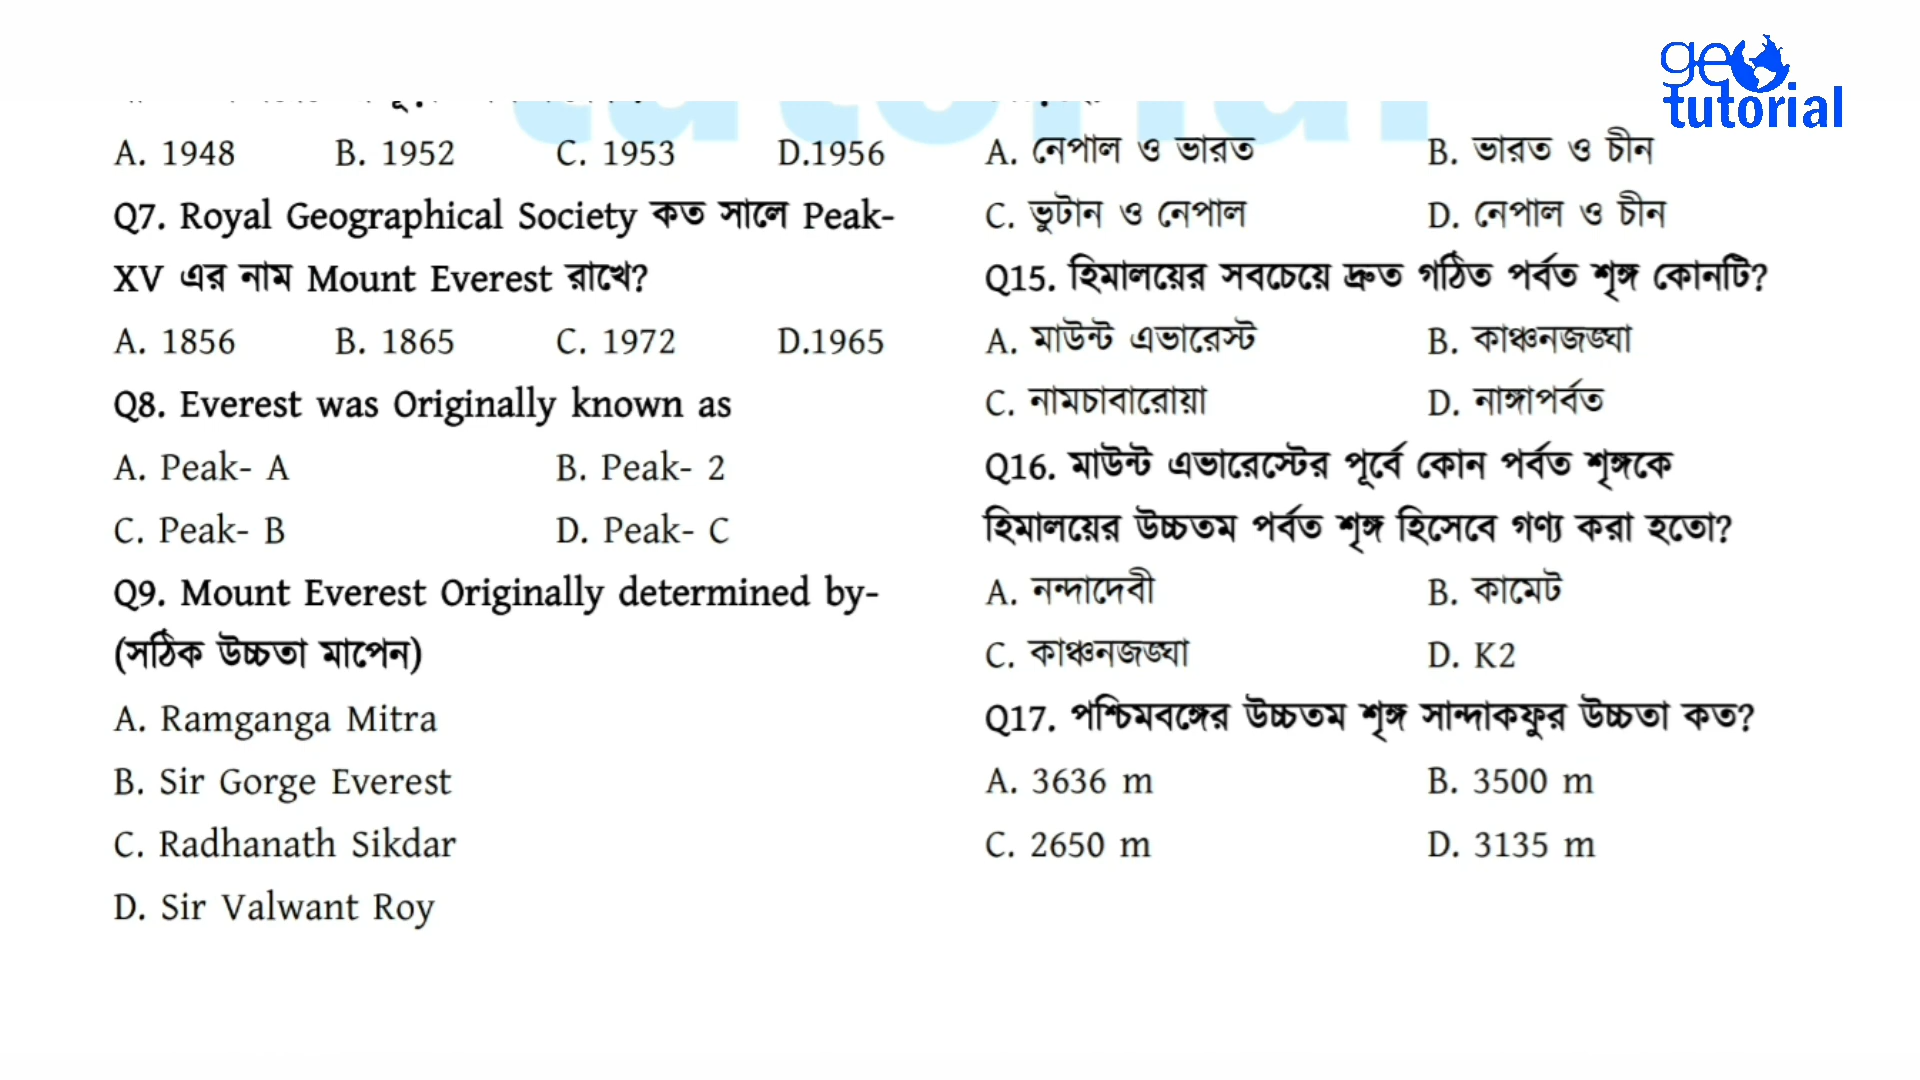 geo
tutorial
A. 1948 B. 1952 C. 1953 D.1956
Q7. Royal Geographical Society কত সালে Peak-
XV এর নাম Mount Everest রাখে?
A. 1856 B. 1865 C. 1972 D.1965
Q8. Everest was Originally known as
A. Peak- A B. Peak- 2
C. Peak- B D. Peak- C
Q9. Mount Everest Originally determined by-
(সঠিক উচ্চতা মাপেন)
A. Ramganga Mitra
B. Sir Gorge Everest
C. Radhanath Sikdar
D. Sir Valwant Roy
A. নেপাল ও ভারত B. ভারত ও চীন
C. ভুটান ও নেপাল D. নেপাল ও চীন
Q15. হিমালয়ের সবচেয়ে দ্রুত গঠিত পর্বত শৃঙ্গ কোনটি?
A. মাউন্ট এভারেস্ট B. কাঞ্চনজঙ্ঘা
C. নামচাবারোয়া D. নাঙ্গাপর্বত
Q16. মাউন্ট এভারেস্টের পূর্বে কোন পর্বত শৃঙ্গকে
হিমালয়ের উচ্চতম পর্বত শৃঙ্গ হিসেবে গণ্য করা হতো?
A. নন্দাদেবী B. কামেট
C. কাঞ্চনজঙ্ঘা D. K2
Q17. পশ্চিমবঙ্গের উচ্চতম শৃঙ্গ সান্দাকফুর উচ্চতা কত?
A. 3636 m B. 3500 m
C. 2650 m D. 3135 m